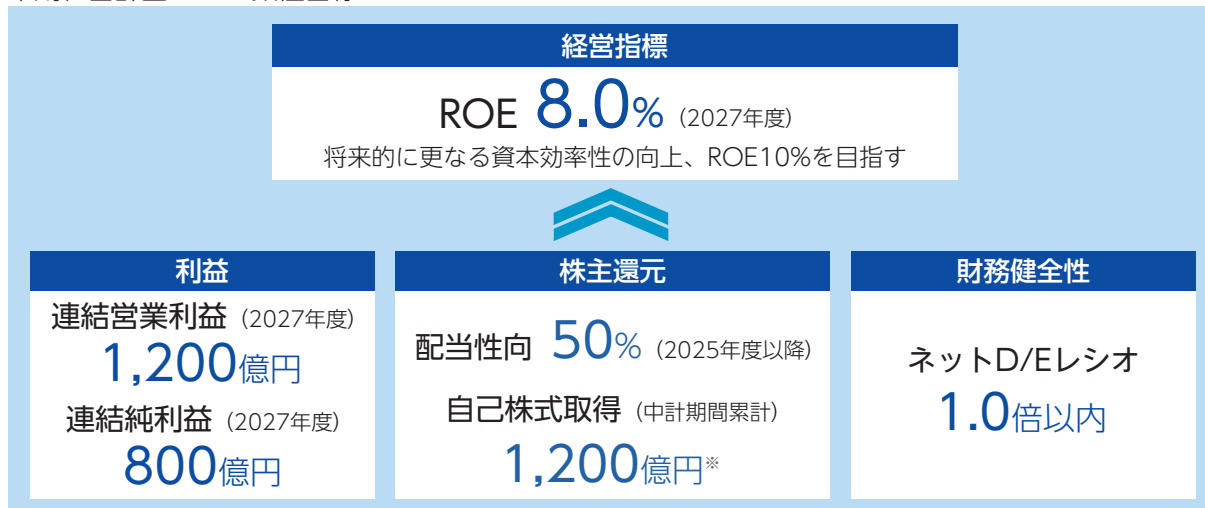 経営指標
ROE 8.0% (2027年度)
将来的に更なる資本効率性の向上、ROE10%を目指す
利益
連結営業利益 (2027年度)
1,200億円
連結純利益 (2027年度)
800億円
株主還元
配当性向 50% (2025年度以降)
自己株式取得 (中計期間累計)
1,200億円※
財務健全性
ネットD/Eレシオ
1.0倍以内